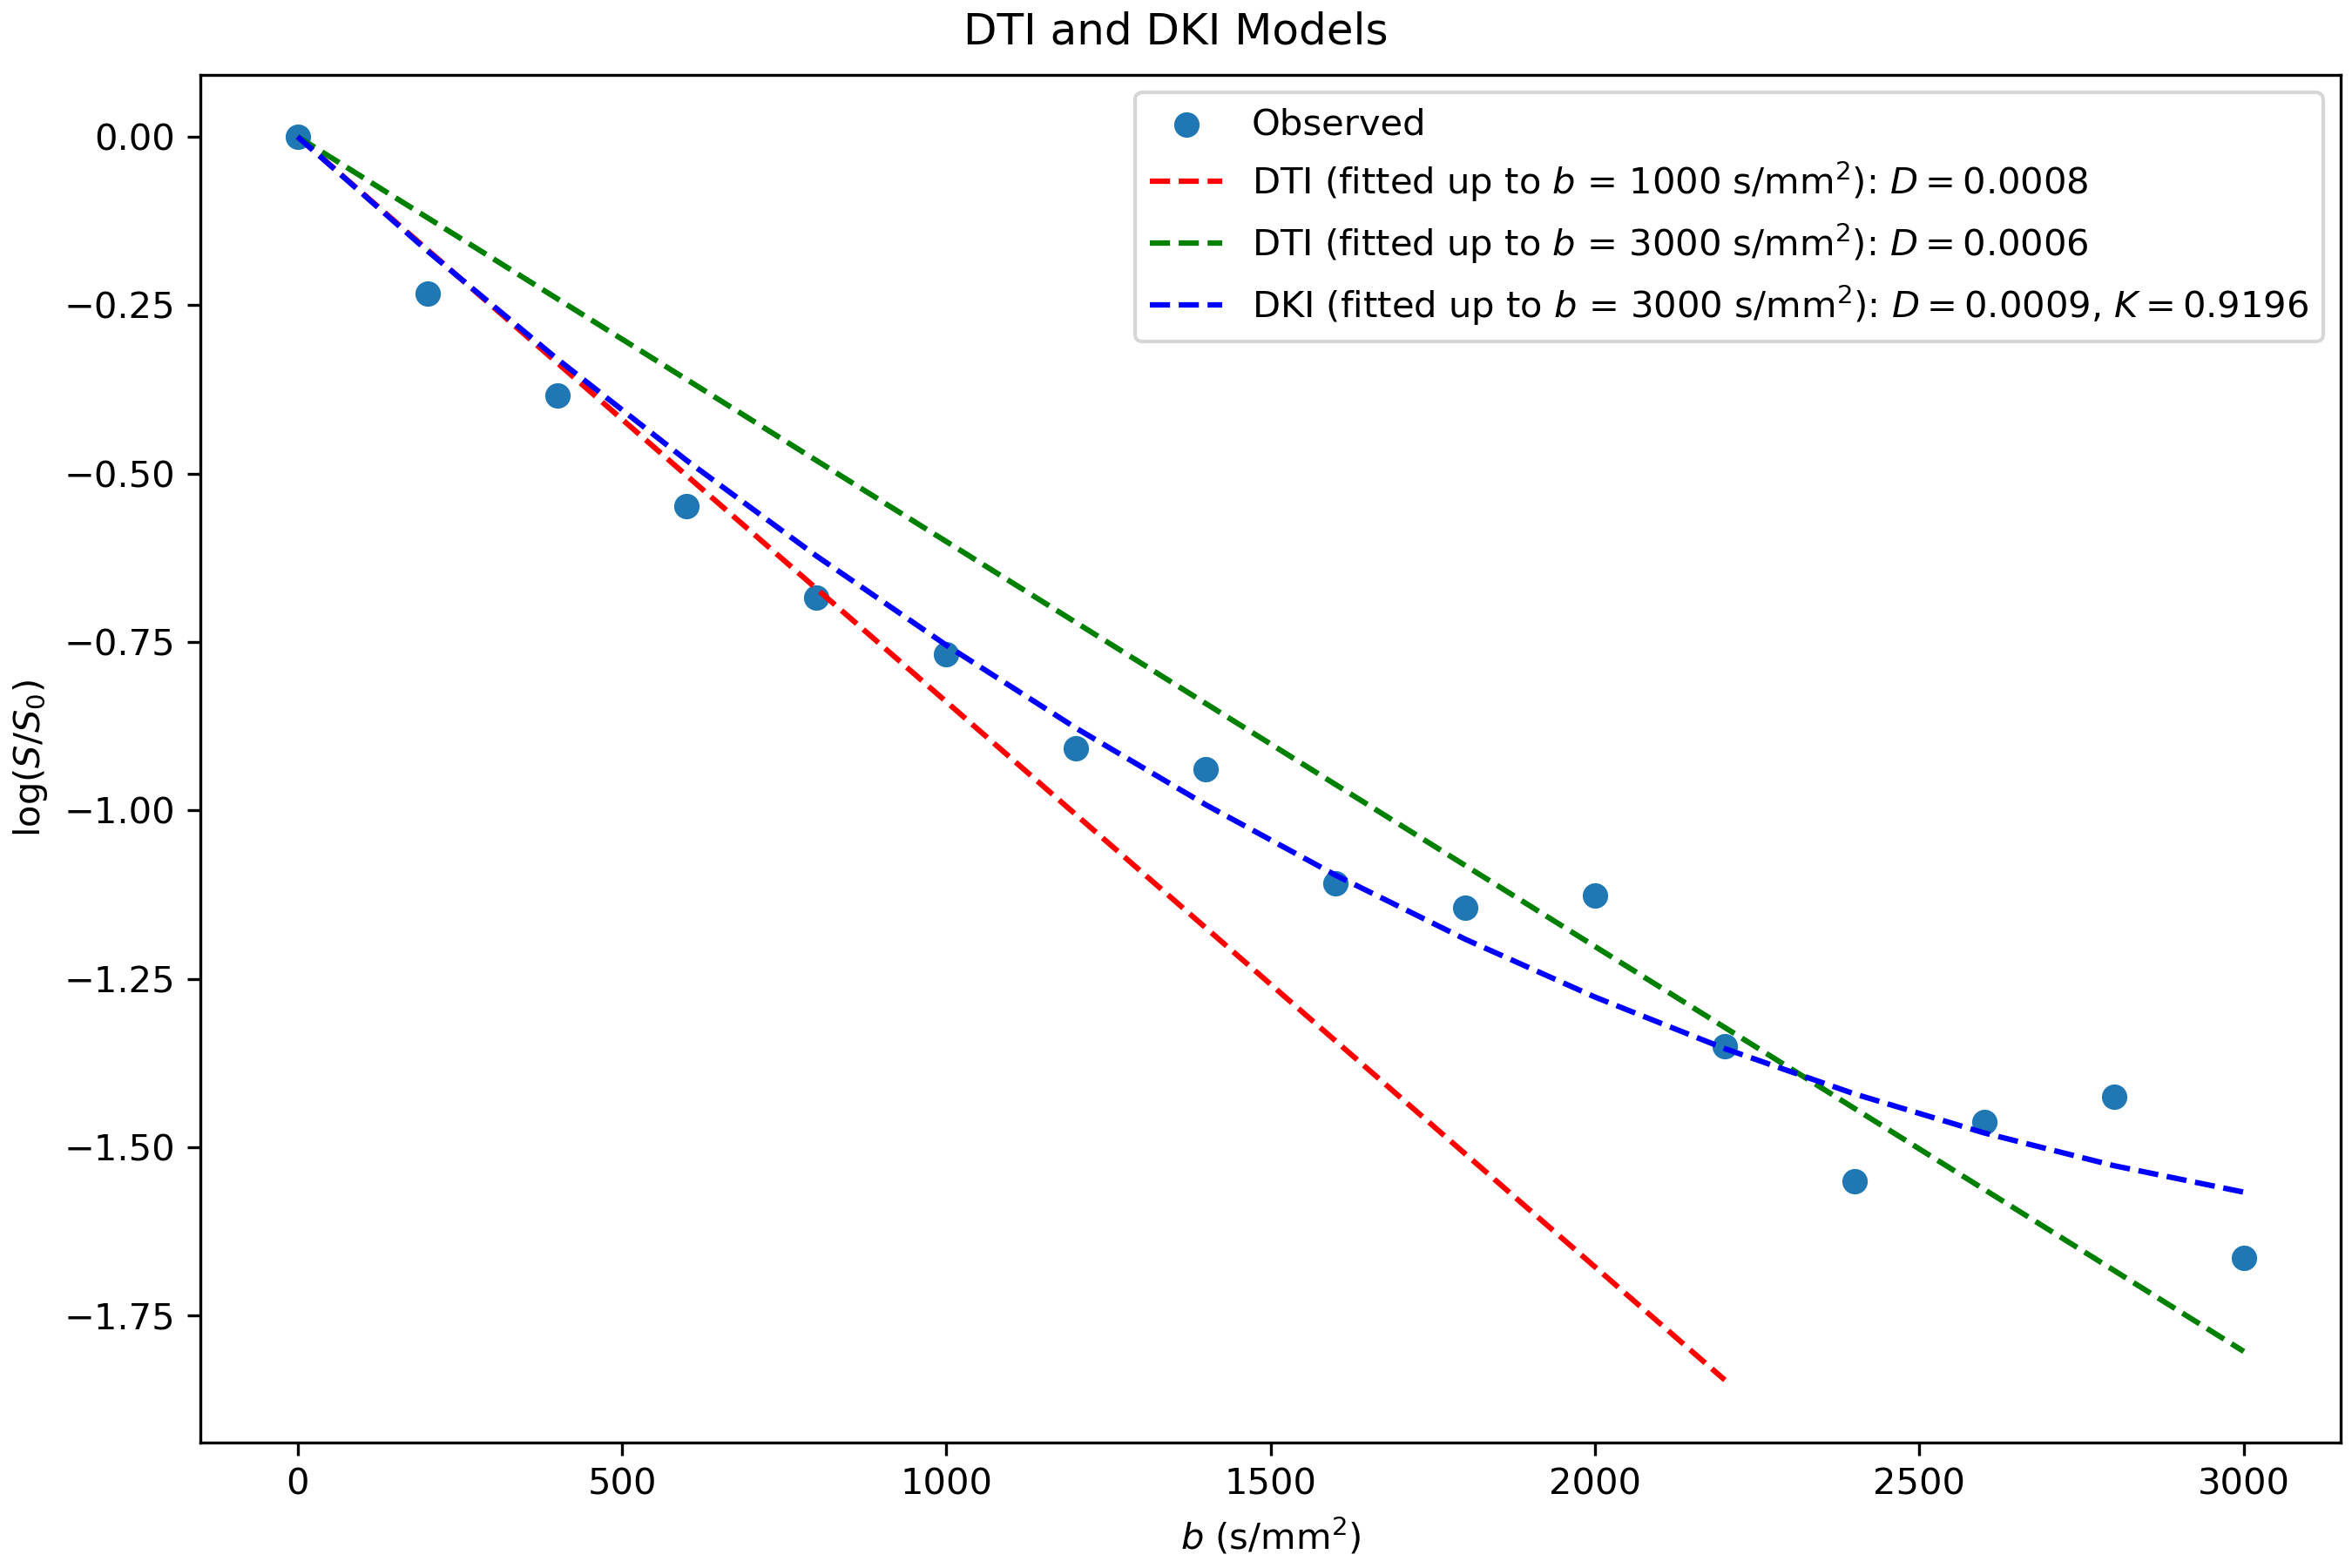 DTI and DKI Models
Observed
DTI (fitted up to b = 1000 s/mm²): D = 0.0008
DTI (fitted up to b = 3000 s/mm²): D = 0.0006
DKI (fitted up to b = 3000 s/mm²): D = 0.0009, K = 0.9196
0.00
−0.25
−0.50
−0.75
−1.00
−1.25
−1.50
−1.75
log(S/S₀)
0 500 1000 1500 2000 2500 3000
b (s/mm²)